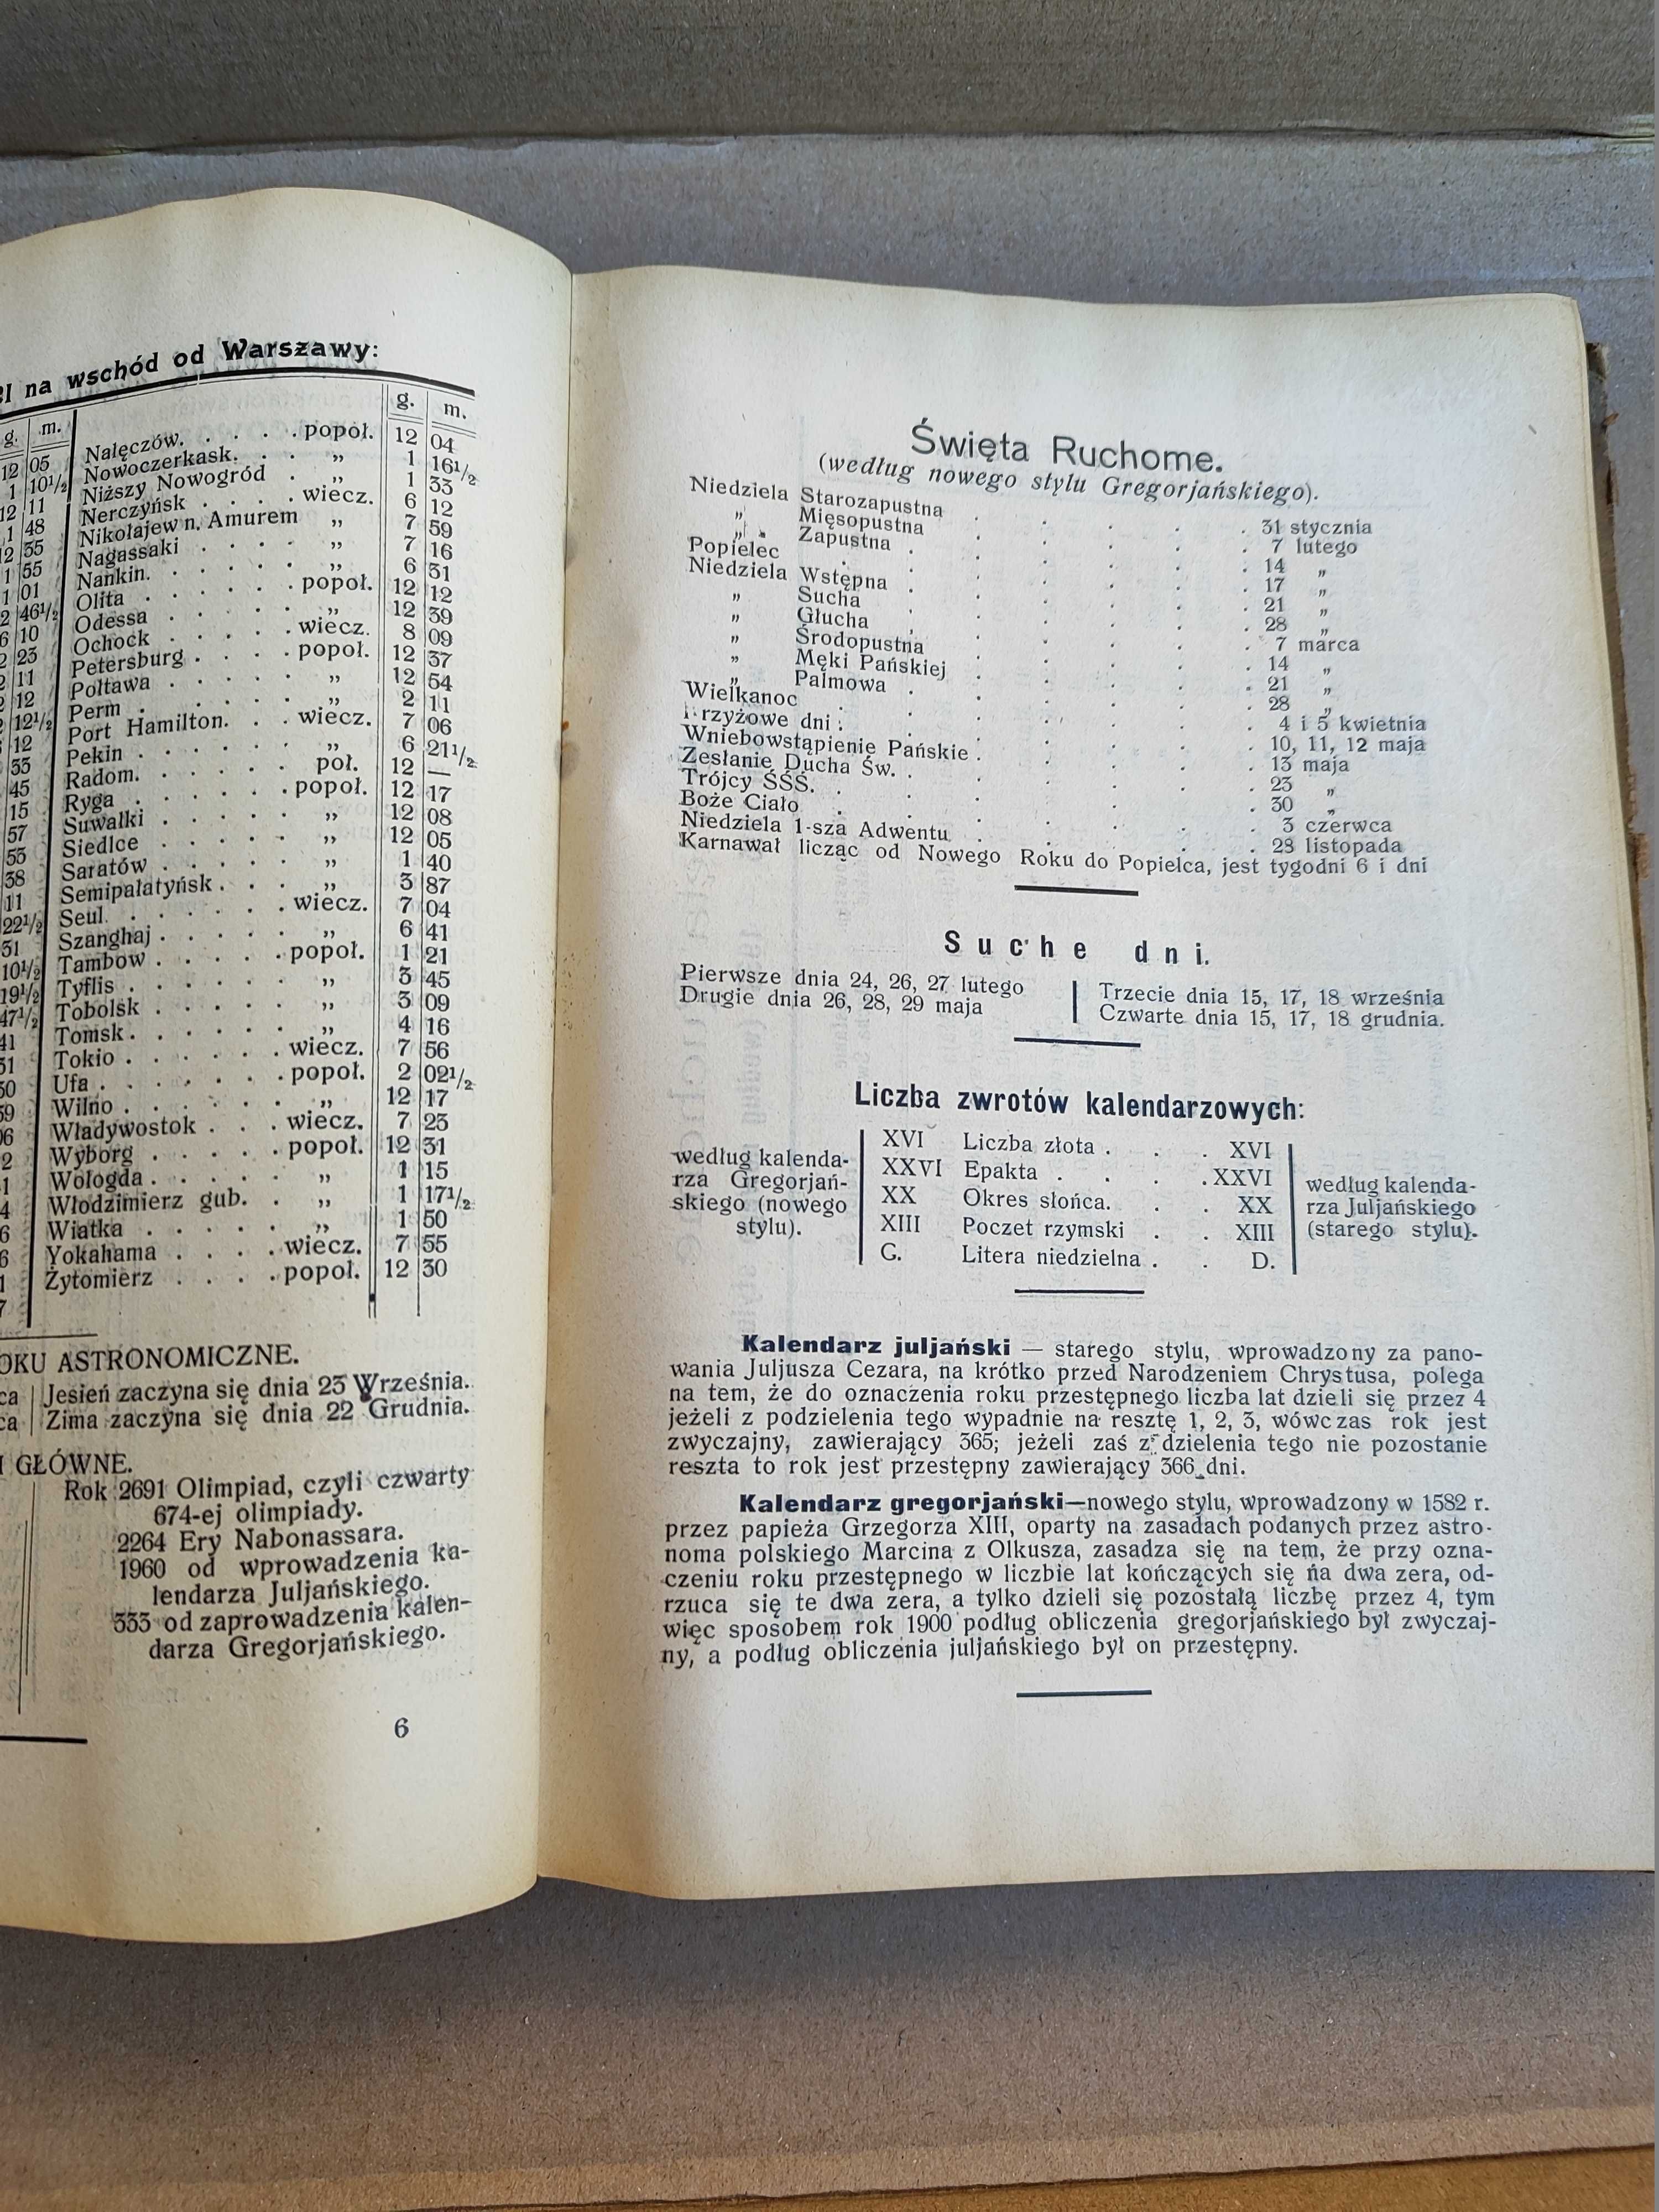 na wschód od Warszawy:
g. m. g. m.
12 05 Nałęczów. . . . . popoł. 12 04
1 10½ Nowoczerkask. . . „ 1 16½
12 11 Niższy Nowogród . „ 1 33
1 48 Nerczyńsk . . . . wiecz. 6 12
2 35 Nikołajew n. Amurem „ 7 59
1 55 Nagassaki . . . . „ 7 16
1 01 Nankin. . . . . . „ 6 31
2 46½ Olita . . . . . . popoł. 12 12
6 10 Odessa . . . . . „ 12 39
2 23 Ochock . . . . . wiecz. 8 09
2 11 Petersburg . . . . popoł. 12 37
2 12 Połtawa . . . . . „ 12 54
2 12½ Perm . . . . . . „ 2 11
12 Port Hamilton. . . wiecz. 7 06
33 Pekin . . . . . . „ 6 21½
45 Radom. . . . . . poł. 12 —
15 Ryga . . . . . . popoł. 12 17
57 Suwałki . . . . . „ 12 08
55 Siedlce . . . . . „ 12 05
38 Saratów . . . . . „ 1 40
11 Semipałatyńsk . . . „ 3 87
22½ Seul. . . . . . . wiecz. 7 04
31 Szanghaj . . . . . „ 6 41
10½ Tambow . . . . . popoł. 1 21
19½ Tyflis . . . . . . „ 3 45
47½ Tobolsk . . . . . „ 3 09
41 Tomsk . . . . . . „ 4 16
31 Tokio . . . . . . wiecz. 7 56
50 Ufa . . . . . . . popoł. 2 02½
59 Wilno . . . . . . „ 12 17
06 Władywostok . . . wiecz. 7 23
2 Wyborg . . . . . popoł. 12 31
1 Wologda . . . . . „ 1 15
4 Włodzimierz gub. . „ 1 17½
6 Wiatka . . . . . „ 1 50
6 Yokahama . . . . wiecz. 7 55
1 Żytomierz . . . . popoł. 12 30
7
OKU ASTRONOMICZNE.
ca | Jesień zaczyna się dnia 23 Września.
ca | Zima zaczyna się dnia 22 Grudnia.
I GŁÓWNE.
Rok 2691 Olimpiad, czyli czwarty
674-ej olimpiady.
2264 Ery Nabonassara.
1960 od wprowadzenia ka-
lendarza Juljańskiego.
333 od zaprowadzenia kalen-
darza Gregorjańskiego.
6
Święta Ruchome.
(według nowego stylu Gregorjańskiego).
Niedziela Starozapustna . . . . . 31 stycznia
„ Mięsopustna . . . . . 7 lutego
„ Zapustna . . . . . . 14 „
Popielec . . . . . . 17 „
Niedziela Wstępna . . . . . . 21 „
„ Sucha . . . . . . 28 „
„ Głucha . . . . . . 7 marca
„ Środopustna . . . . . 14 „
„ Męki Pańskiej . . . . . 21 „
„ Palmowa . . . . . . 28 „
Wielkanoc . . . . . . 4 i 5 kwietnia
Krzyżowe dni . . . . . . 10, 11, 12 maja
Wniebowstąpienie Pańskie . . . . . 13 maja
Zesłanie Ducha Św. . . . . . . 23 „
Trójcy ŚŚŚ. . . . . . . 30 „
Boże Ciało . . . . . . 3 czerwca
Niedziela 1-sza Adwentu . . . . . 28 listopada
Karnawał licząc od Nowego Roku do Popielca, jest tygodni 6 i dni
Suche dni.
Pierwsze dnia 24, 26, 27 lutego
Drugie dnia 26, 28, 29 maja
Trzecie dnia 15, 17, 18 września
Czwarte dnia 15, 17, 18 grudnia.
Liczba zwrotów kalendarzowych:
według kalenda-
rza Gregorjań-
skiego (nowego
stylu).
XVI Liczba złota . . . XVI
XXVI Epakta . . . . XXVI
XX Okres słońca. . . XX
XIII Poczet rzymski . . XIII
G. Litera niedzielna . . D.
według kalenda-
rza Juljańskiego
(starego stylu).
Kalendarz juljański — starego stylu, wprowadzony za pano-
wania Juljusza Cezara, na krótko przed Narodzeniem Chrystusa, polega
na tem, że do oznaczenia roku przestępnego liczba lat dzieli się przez 4
jeżeli z podzielenia tego wypadnie na resztę 1, 2, 3, wówczas rok jest
zwyczajny, zawierający 365; jeżeli zaś z dzielenia tego nie pozostanie
reszta to rok jest przestępny zawierający 366 dni.
Kalendarz gregorjański—nowego stylu, wprowadzony w 1582 r.
przez papieża Grzegorza XIII, oparty na zasadach podanych przez astro-
noma polskiego Marcina z Olkusza, zasadza się na tem, że przy ozna-
czeniu roku przestępnego w liczbie lat kończących się na dwa zera, od-
rzuca się te dwa zera, a tylko dzieli się pozostałą liczbę przez 4, tym
więc sposobem rok 1900 podług obliczenia gregorjańskiego był zwyczaj-
ny, a podług obliczenia juljańskiego był on przestępny.